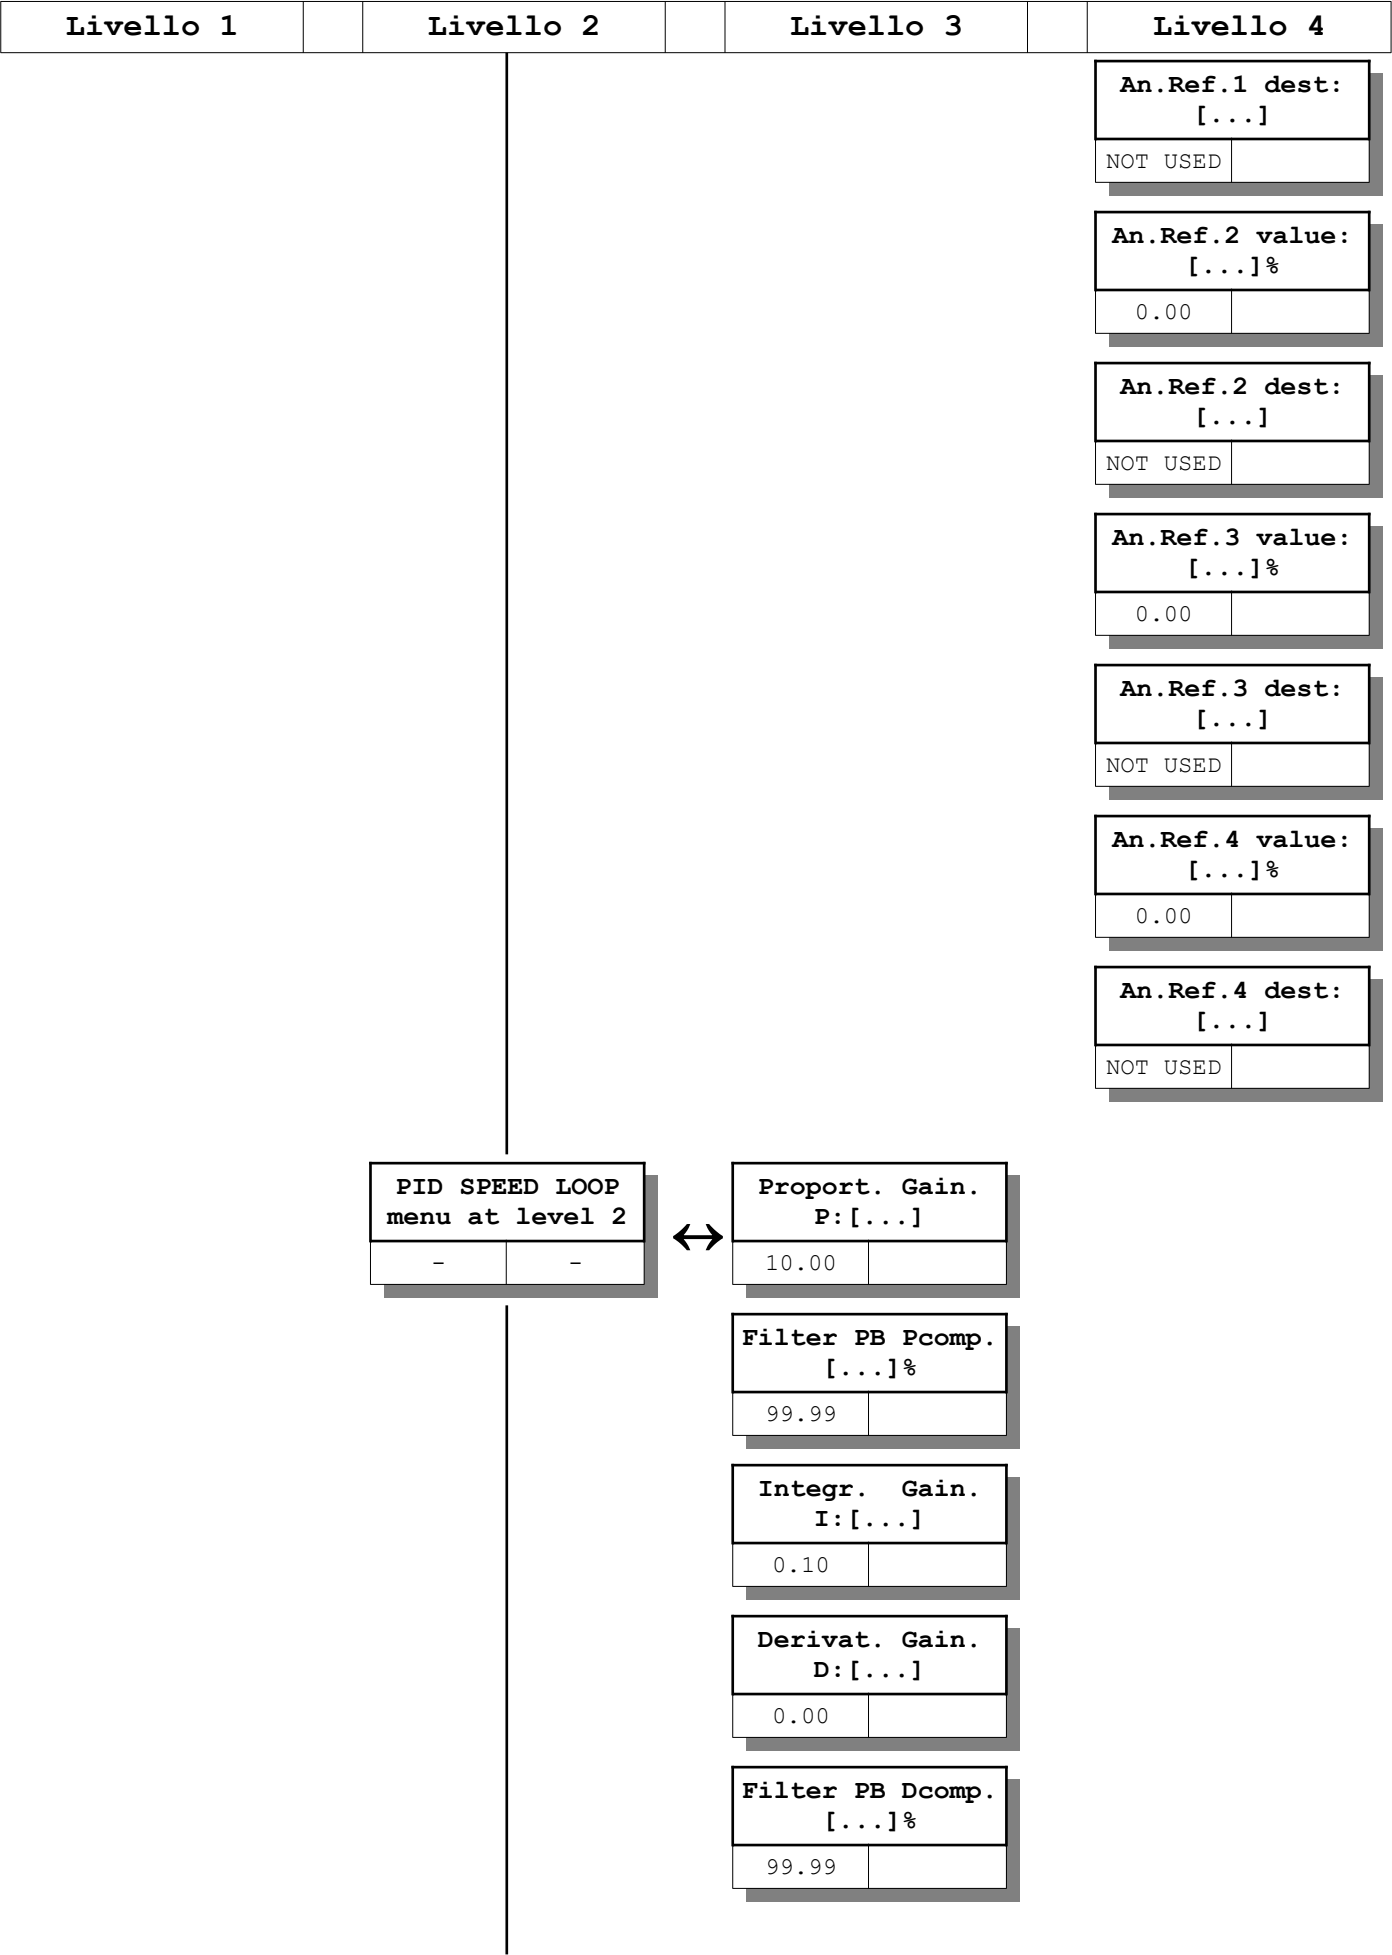 Livello 1 Livello 2 Livello 3 Livello 4
An.Ref.1 dest:
[...]
NOT USED
An.Ref.2 value:
[...]%
0.00
An.Ref.2 dest:
[...]
NOT USED
An.Ref.3 value:
[...]%
0.00
An.Ref.3 dest:
[...]
NOT USED
An.Ref.4 value:
[...]%
0.00
An.Ref.4 dest:
[...]
NOT USED
PID SPEED LOOP
menu at level 2
- -
Proport. Gain.
P:[...]
10.00
Filter PB Pcomp.
[...]%
99.99
Integr.  Gain.
I:[...]
0.10
Derivat. Gain.
D:[...]
0.00
Filter PB Dcomp.
[...]%
99.99